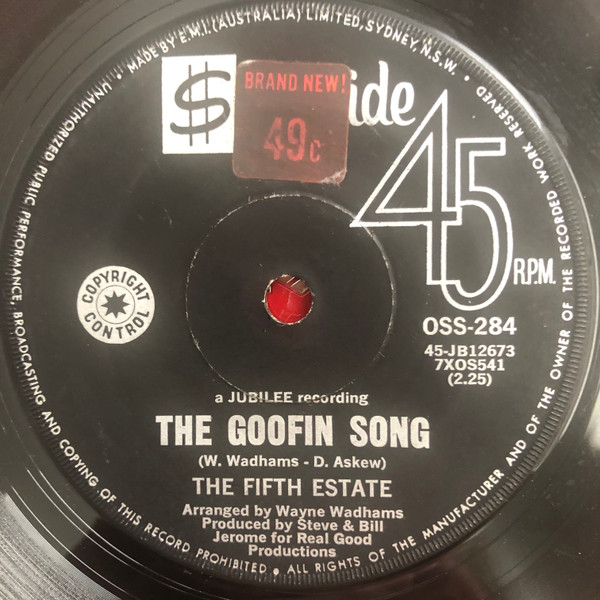 MADE BY E.M.I. (AUSTRALIA) LIMITED, SYDNEY, N.S.W. • UNAUTHORIZED PUBLIC PERFORMANCE, BROADCASTING AND COPYING OF THIS RECORD PROHIBITED • ALL RIGHTS OF THE MANUFACTURER AND OF THE OWNER OF THE RECORDED WORK RESERVED •
$
ide
BRAND NEW!
49c
45
R.P.M.
COPYRIGHT
CONTROL
OSS-284
45-JB12673
7XOS541
(2.25)
a JUBILEE recording
THE GOOFIN SONG
(W. Wadhams - D. Askew)
THE FIFTH ESTATE
Arranged by Wayne Wadhams
Produced by Steve & Bill
Jerome for Real Good
Productions